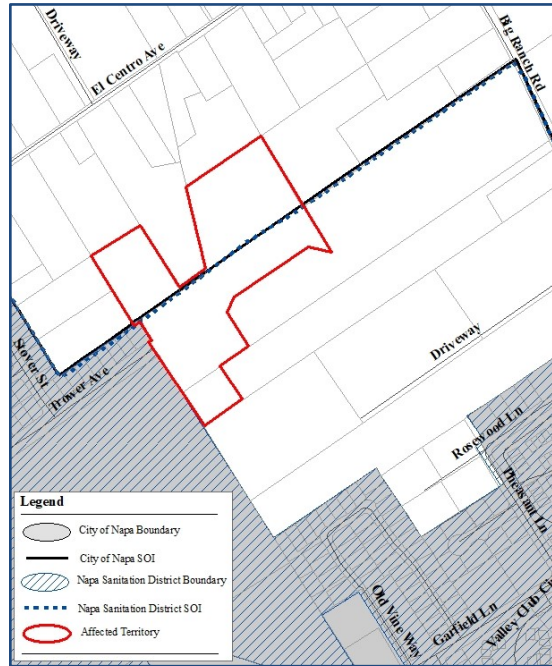 Driveway
El Centro Ave
Big Ranch Rd
Stover St
Trower Ave
Driveway
Rosewood Ln
Pheasant Ln
Old Vine Way
Garfield Ln
Valley Club Ci
Legend
City of Napa Boundary
City of Napa SOI
Napa Sanitation District Boundary
Napa Sanitation District SOI
Affected Territory